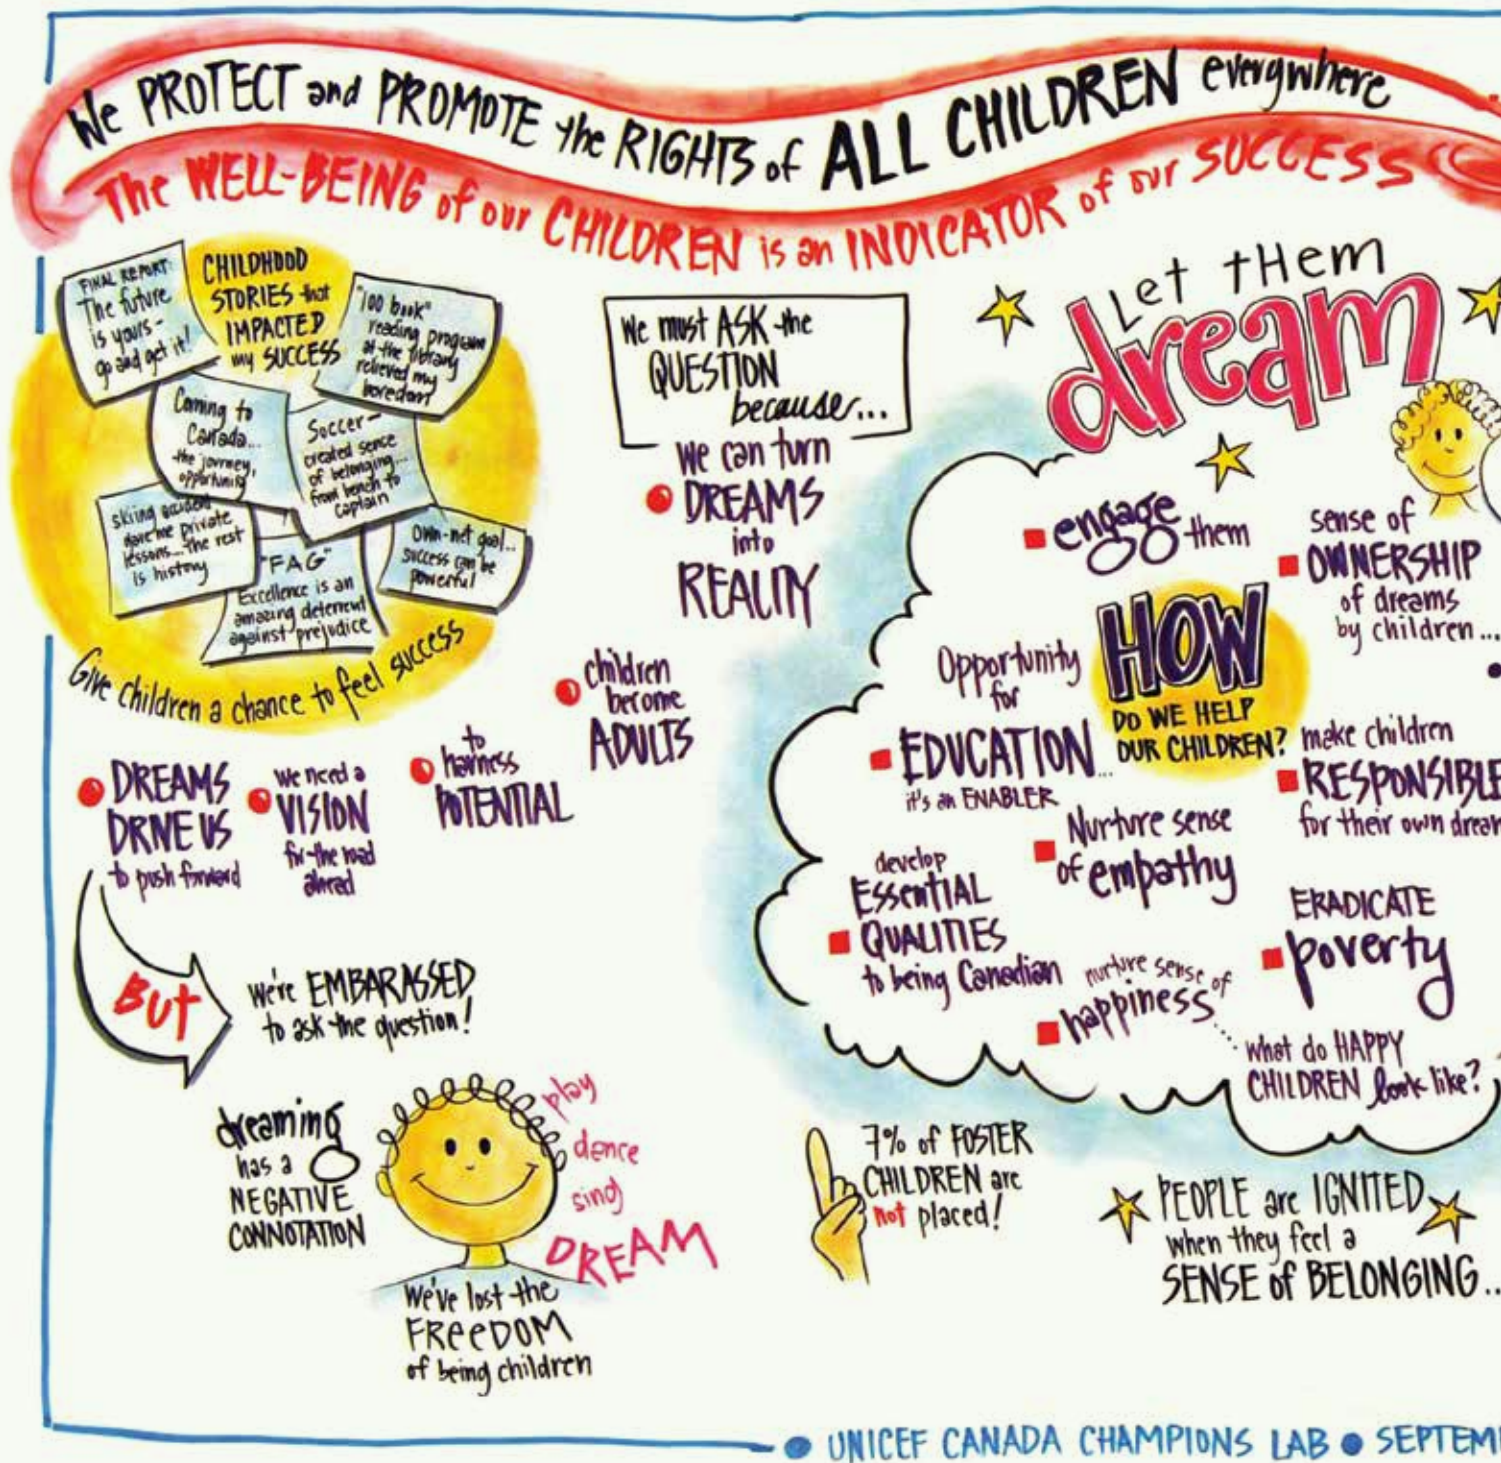 We PROTECT and PROMOTE the RIGHTS of ALL CHILDREN everywhere
The WELL-BEING of our CHILDREN is an INDICATOR of our SUCCESS
FINAL REPORT:
The future
is yours -
go and get it!
CHILDHOOD
STORIES that
IMPACTED
my SUCCESS
"100 book"
reading program
at the library
relieved my
boredom
Coming to
Canada...
the journey,
opportunity
Soccer -
created sense
of belonging...
from bench to
captain
skiing accident
gave me private
lessons... the rest
is history
"FAG"
Excellence is an
amazing deterrent
against prejudice
Own-net goal...
success can be
powerful
Give children a chance to feel success
We must ASK the
QUESTION
because...
We can turn
DREAMS
into
REALITY
children
become
ADULTS
to
harness
POTENTIAL
we need a
VISION
for the road
ahead
DREAMS
DRIVE US
to push forward
BUT
We're EMBARASSED
to ask the question!
dreaming
has a
NEGATIVE
CONNOTATION
play
dance
sing
DREAM
We've lost the
FREEDOM
of being children
Let tHem
dream
engage them
sense of
OWNERSHIP
of dreams
by children...
HOW
DO WE HELP
OUR CHILDREN?
Opportunity
for
EDUCATION...
it's an ENABLER
make children
RESPONSIBLE
for their own dream
Nurture sense
of empathy
develop
ESSENTIAL
QUALITIES
to being Canadian
ERADICATE
poverty
nurture sense of
happiness...
what do HAPPY
CHILDREN look like?
7% of FOSTER
CHILDREN are
not placed!
PEOPLE are IGNITED
when they feel a
SENSE of BELONGING...
UNICEF CANADA CHAMPIONS LAB • SEPTEM